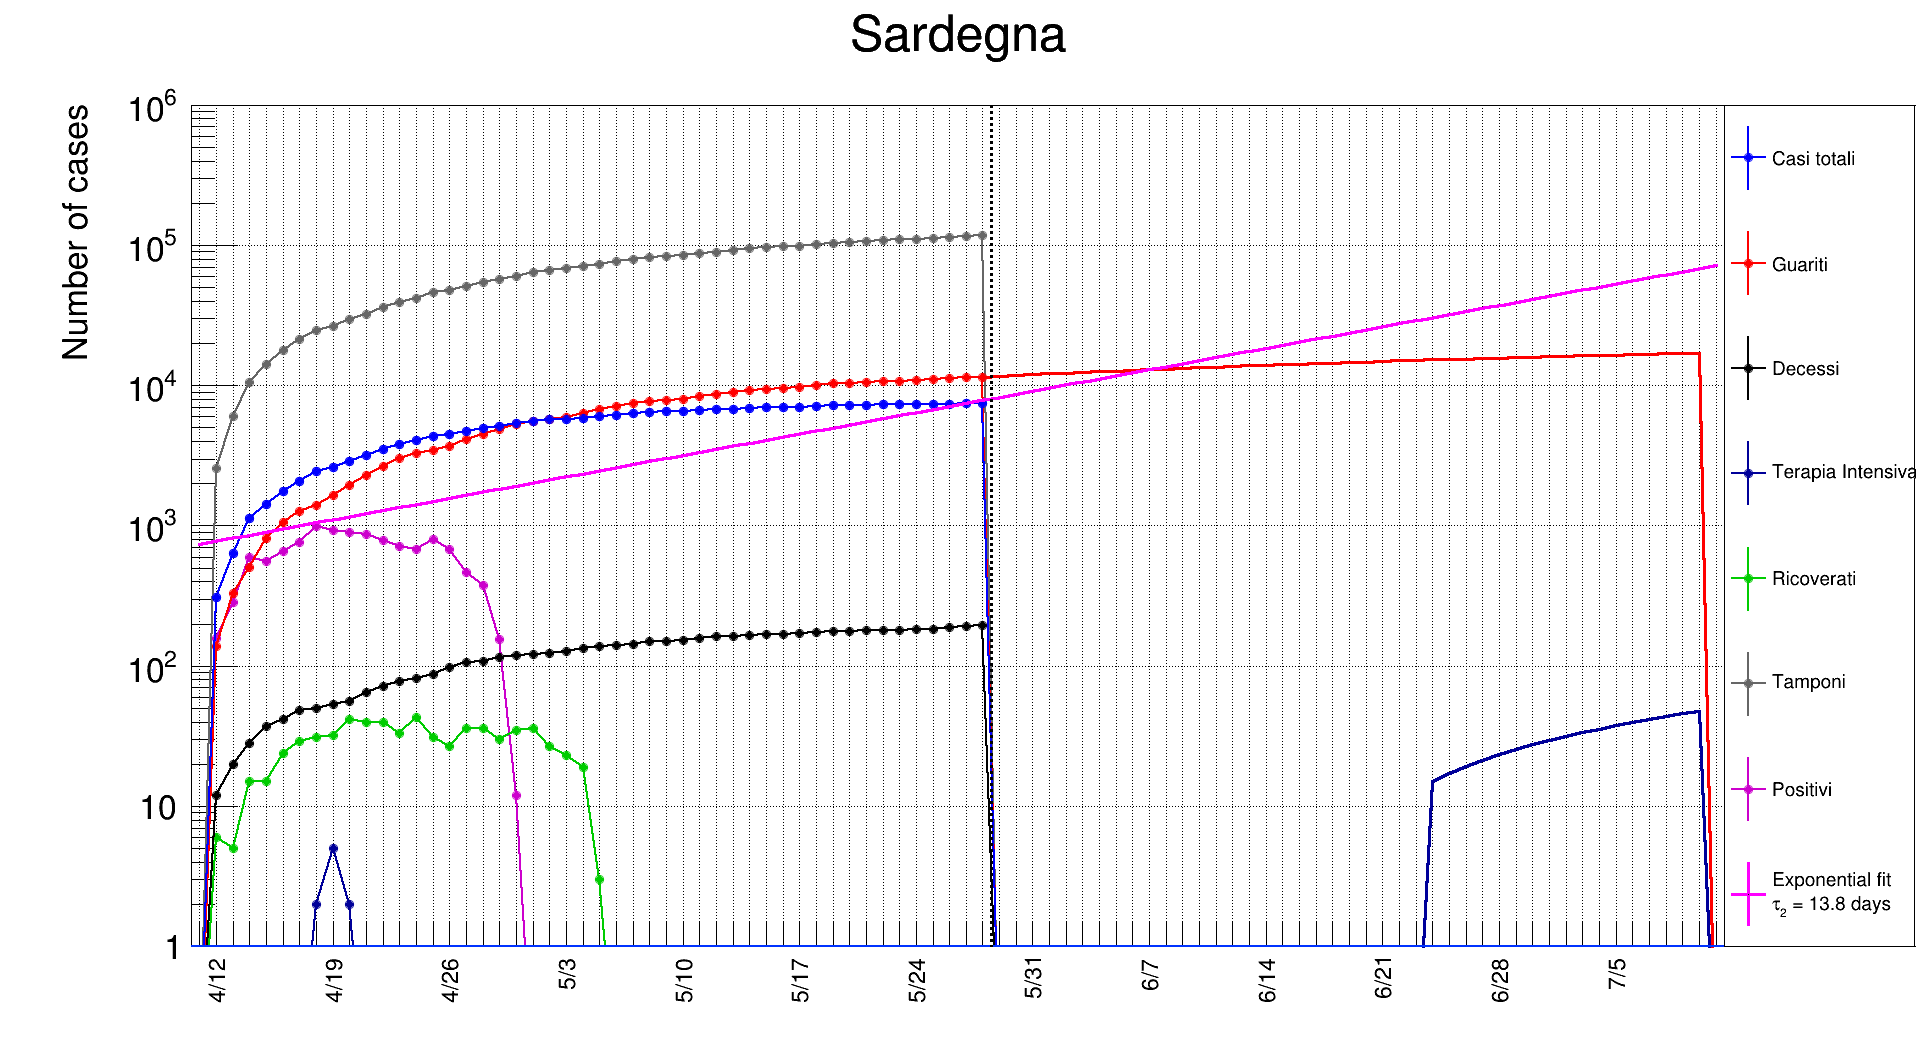 Sardegna
Number of cases
10^6
10^5
10^4
10^3
10^2
10
1
4/12
4/19
4/26
5/3
5/10
5/17
5/24
5/31
6/7
6/14
6/21
6/28
7/5
Casi totali
Guariti
Decessi
Terapia Intensiva
Ricoverati
Tamponi
Positivi
Exponential fit
τ₂ = 13.8 days